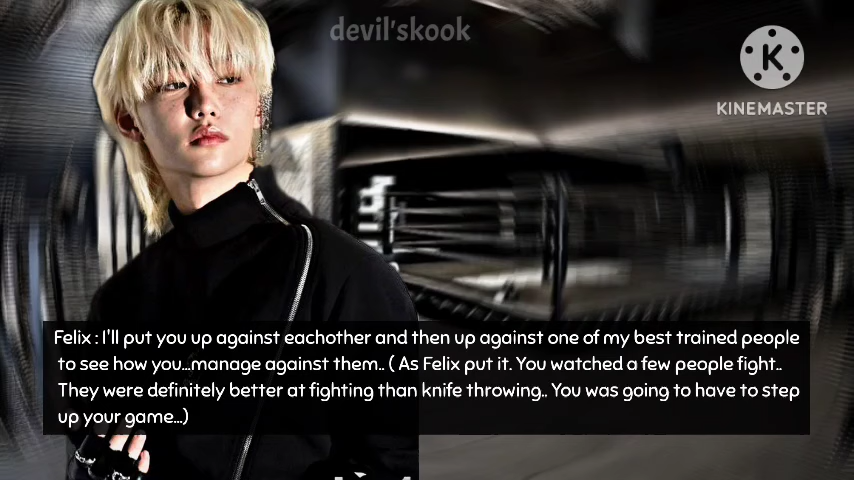 devil'skook
KINEMASTER
Felix : I'll put you up against eachother and then up against one of my best trained people
to see how you...manage against them.. ( As Felix put it. You watched a few people fight..
They were definitely better at fighting than knife throwing.. You was going to have to step
up your game...)